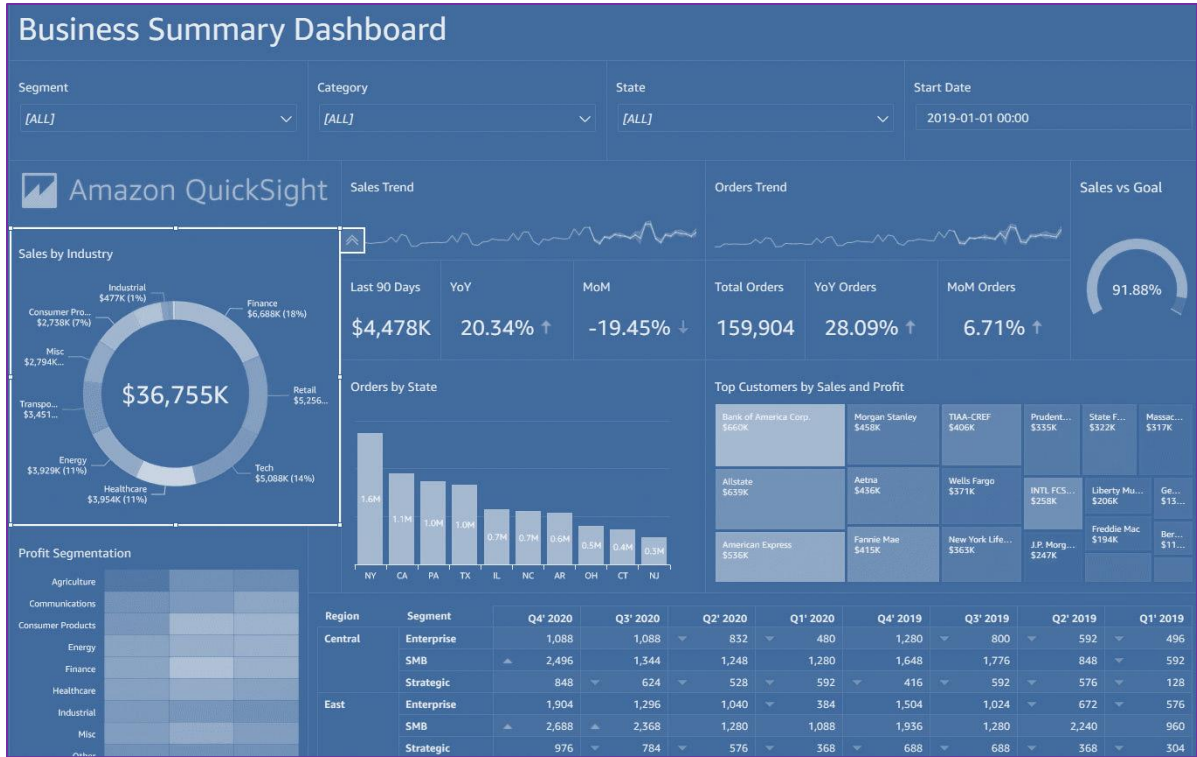 Business Summary Dashboard
Segment
[ALL]
Category
[ALL]
State
[ALL]
Start Date
2019-01-01 00:00
Amazon QuickSight
Sales by Industry
Industrial
$477K (1%)
Finance
$6,688K (18%)
Consumer Pro...
$2,738K (7%)
Misc
$2,794K...
Retail
$5,256...
$36,755K
Transpo...
$3,451...
Energy
$3,929K (11%)
Tech
$5,088K (14%)
Healthcare
$3,954K (11%)
Sales Trend
Last 90 Days
$4,478K
YoY
20.34% ↑
MoM
-19.45% ↓
Orders Trend
Total Orders
159,904
YoY Orders
28.09% ↑
MoM Orders
6.71% ↑
Sales vs Goal
91.88%
Orders by State
1.6M 1.1M 1.0M 1.0M 0.7M 0.7M 0.6M 0.5M 0.4M 0.3M
NY CA PA TX IL NC AR OH CT NJ
Top Customers by Sales and Profit
Bank of America Corp.
$660K
Allstate
$639K
American Express
$536K
Morgan Stanley
$458K
Aetna
$436K
Fannie Mae
$415K
TIAA-CREF
$406K
Wells Fargo
$371K
New York Life...
$363K
Prudent...
$335K
State F...
$322K
Massac...
$317K
INTL FCS...
$258K
J.P. Morg...
$247K
Liberty Mu...
$206K
Freddie Mac
$194K
Ge...
$13...
Ber...
$11...
Profit Segmentation
Agriculture
Communications
Consumer Products
Energy
Finance
Healthcare
Industrial
Misc
Other
Region Segment Q4' 2020 Q3' 2020 Q2' 2020 Q1' 2020 Q4' 2019 Q3' 2019 Q2' 2019 Q1' 2019
Central Enterprise 1,088 1,088 832 480 1,280 800 592 496
SMB 2,496 1,344 1,248 1,280 1,648 1,776 848 592
Strategic 848 624 528 592 416 592 576 128
East Enterprise 1,904 1,296 1,040 384 1,504 1,024 672 576
SMB 2,688 2,368 1,280 1,088 1,936 1,280 2,240 960
Strategic 976 784 576 368 688 688 368 304